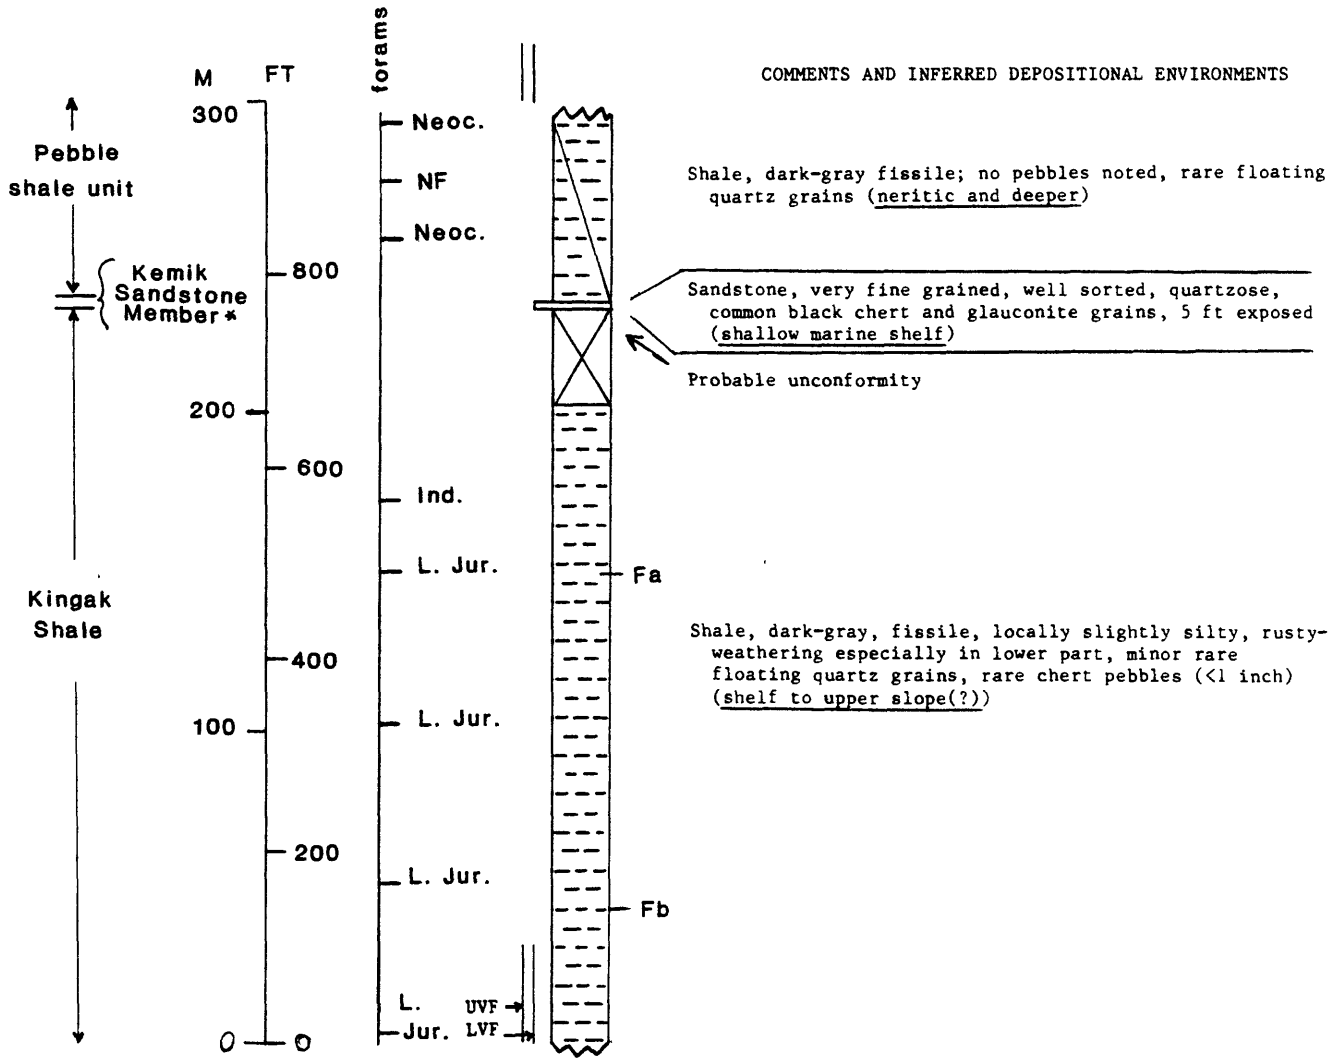 forams
M
FT
COMMENTS AND INFERRED DEPOSITIONAL ENVIRONMENTS
300
Neoc.
Pebble
shale unit
NF
Shale, dark-gray fissile; no pebbles noted, rare floating
quartz grains (neritic and deeper)
Neoc.
800
Kemik
Sandstone
Member*
Sandstone, very fine grained, well sorted, quartzose,
common black chert and glauconite grains, 5 ft exposed
(shallow marine shelf)
Probable unconformity
200
600
Ind.
L. Jur.
Fa
Kingak
Shale
Shale, dark-gray, fissile, locally slightly silty, rusty-
weathering especially in lower part, minor rare
floating quartz grains, rare chert pebbles (<1 inch)
(shelf to upper slope(?))
400
100
L. Jur.
200
L. Jur.
Fb
L.
Jur.
UVF
LVF
0
0